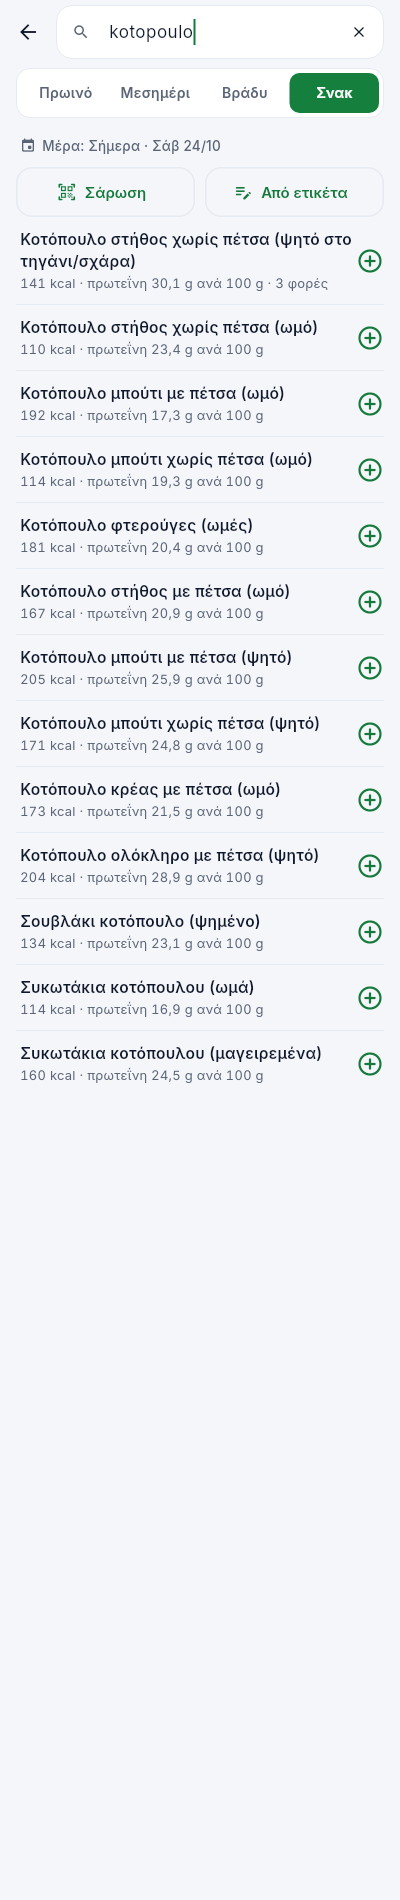 kotopoulo
Πρωινό Μεσημέρι Βράδυ Σνακ
Μέρα: Σήμερα · Σάβ 24/10
Σάρωση Από ετικέτα
Κοτόπουλο στήθος χωρίς πέτσα (ψητό στο
τηγάνι/σχάρα)
141 kcal · πρωτεΐνη 30,1 g ανά 100 g · 3 φορές
Κοτόπουλο στήθος χωρίς πέτσα (ωμό)
110 kcal · πρωτεΐνη 23,4 g ανά 100 g
Κοτόπουλο μπούτι με πέτσα (ωμό)
192 kcal · πρωτεΐνη 17,3 g ανά 100 g
Κοτόπουλο μπούτι χωρίς πέτσα (ωμό)
114 kcal · πρωτεΐνη 19,3 g ανά 100 g
Κοτόπουλο φτερούγες (ωμές)
181 kcal · πρωτεΐνη 20,4 g ανά 100 g
Κοτόπουλο στήθος με πέτσα (ωμό)
167 kcal · πρωτεΐνη 20,9 g ανά 100 g
Κοτόπουλο μπούτι με πέτσα (ψητό)
205 kcal · πρωτεΐνη 25,9 g ανά 100 g
Κοτόπουλο μπούτι χωρίς πέτσα (ψητό)
171 kcal · πρωτεΐνη 24,8 g ανά 100 g
Κοτόπουλο κρέας με πέτσα (ωμό)
173 kcal · πρωτεΐνη 21,5 g ανά 100 g
Κοτόπουλο ολόκληρο με πέτσα (ψητό)
204 kcal · πρωτεΐνη 28,9 g ανά 100 g
Σουβλάκι κοτόπουλο (ψημένο)
134 kcal · πρωτεΐνη 23,1 g ανά 100 g
Συκωτάκια κοτόπουλου (ωμά)
114 kcal · πρωτεΐνη 16,9 g ανά 100 g
Συκωτάκια κοτόπουλου (μαγειρεμένα)
160 kcal · πρωτεΐνη 24,5 g ανά 100 g